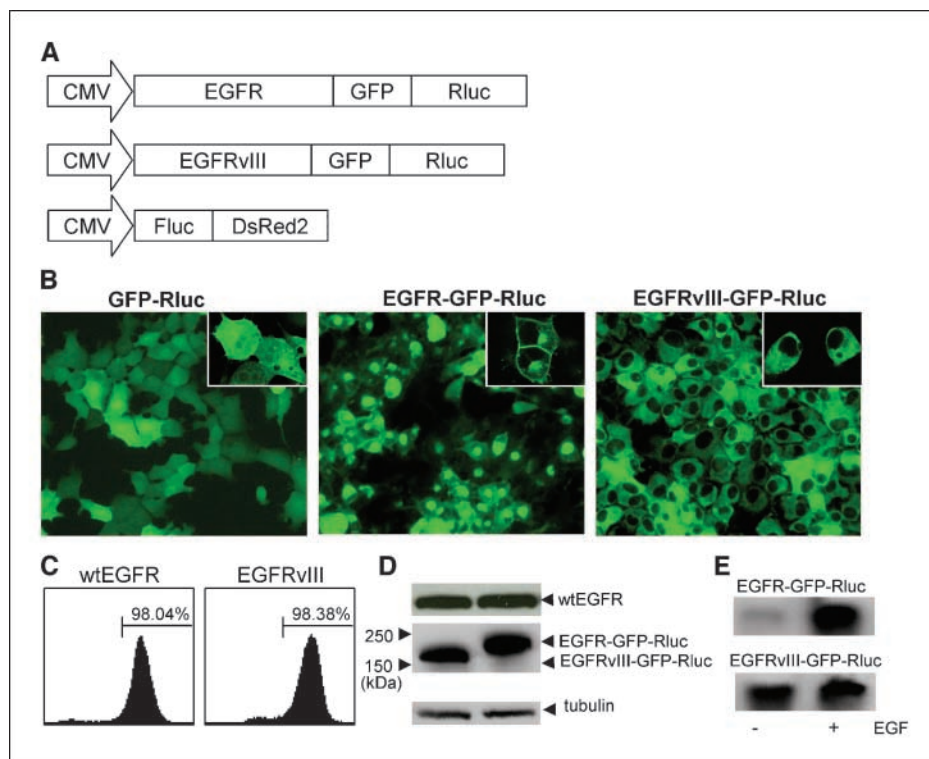 A
CMV EGFR GFP Rluc
CMV EGFRvIII GFP Rluc
CMV Fluc DsRed2
B
GFP-Rluc EGFR-GFP-Rluc EGFRvIII-GFP-Rluc
C
wtEGFR EGFRvIII
98.04% 98.38%
D
wtEGFR
250 EGFR-GFP-Rluc
150 EGFRvIII-GFP-Rluc
(kDa)
tubulin
E
EGFR-GFP-Rluc
EGFRvIII-GFP-Rluc
- + EGF